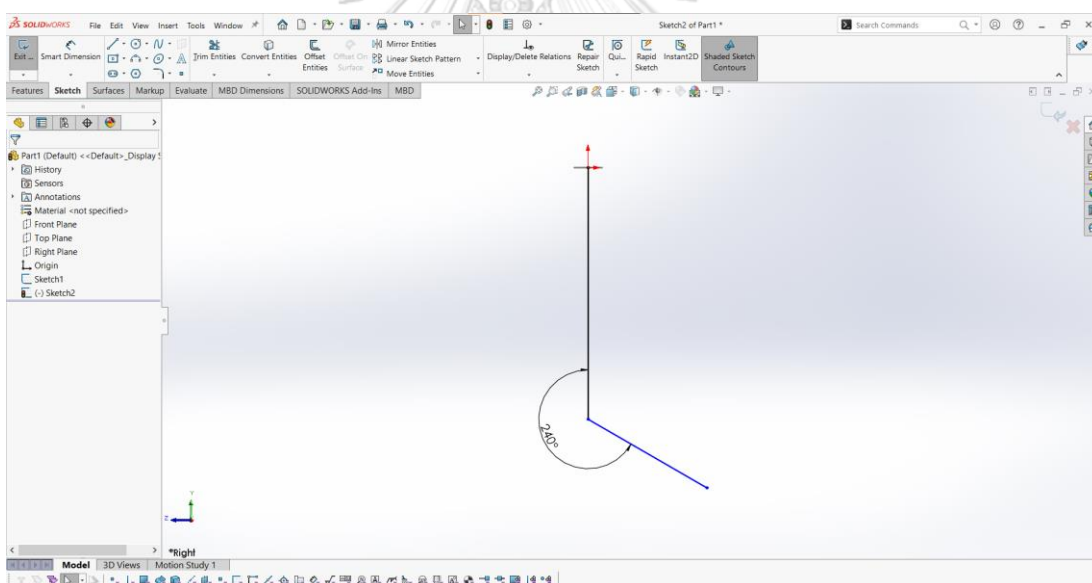 SOLIDWORKS File Edit View Insert Tools Window Sketch2 of Part1 * Search Commands
Exit ... Smart Dimension Trim Entities Convert Entities Offset Entities Offset On Surface Mirror Entities Linear Sketch Pattern Move Entities Display/Delete Relations Repair Sketch Qui... Rapid Sketch Instant2D Shaded Sketch Contours
Features Sketch Surfaces Markup Evaluate MBD Dimensions SOLIDWORKS Add-Ins MBD
Part1 (Default) <<Default>_Display S
History
Sensors
Annotations
Material <not specified>
Front Plane
Top Plane
Right Plane
Origin
Sketch1
(-) Sketch2
240°
Y
Z
*Right
Model 3D Views Motion Study 1